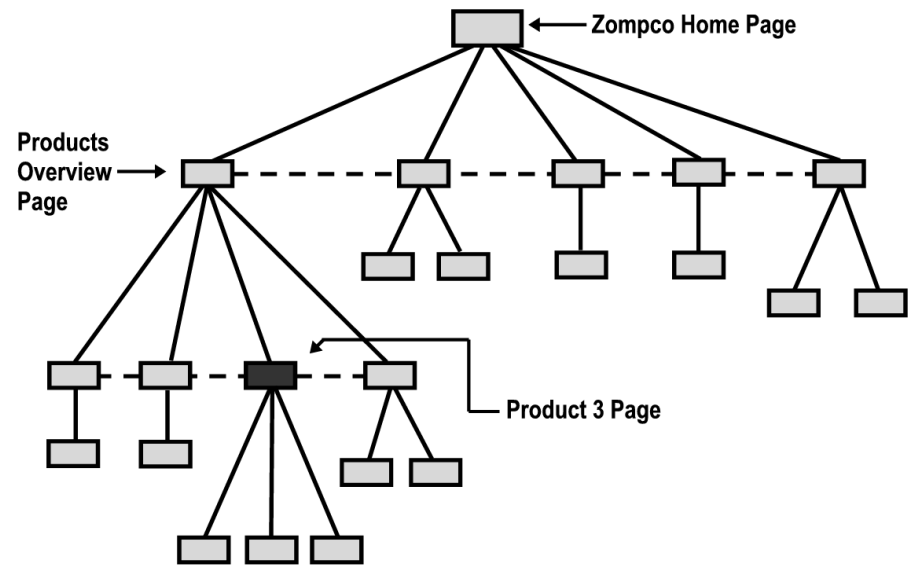 Zompco Home Page
Products
Overview
Page
Product 3 Page